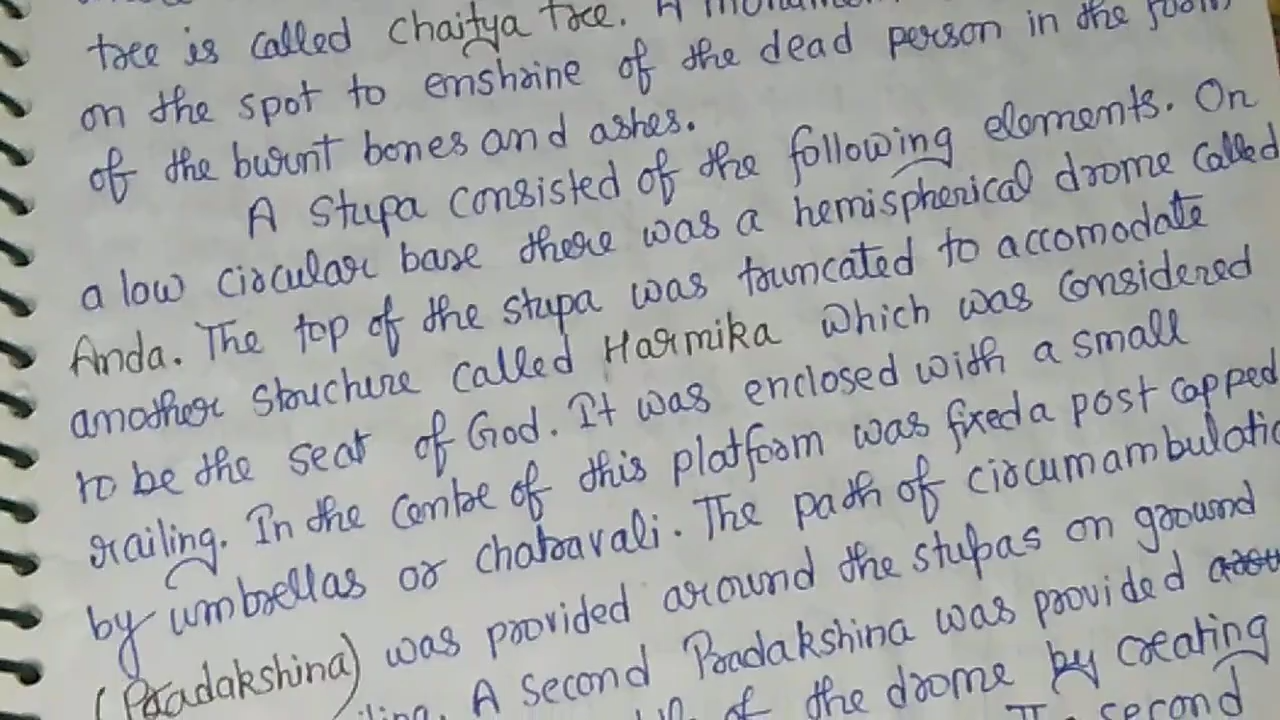 tree is called chaitya tree. A
on the spot to emshrine of the dead person in the
of the burnt bones and ashes.
A stupa consisted of the following elements. On
a low circular base there was a hemispherical drome called
Anda. The top of the stupa was truncated to accomodate
another structure called Harmika which was considered
to be the seat of God. It was enclosed with a small
railing. In the centre of this platform was fixed a post capped
by umbrellas or chatravali. The path of circumambulatio
(Pradakshina) was provided around the stupas on ground
A second Pradakshina was provided
of the drome by creating
second